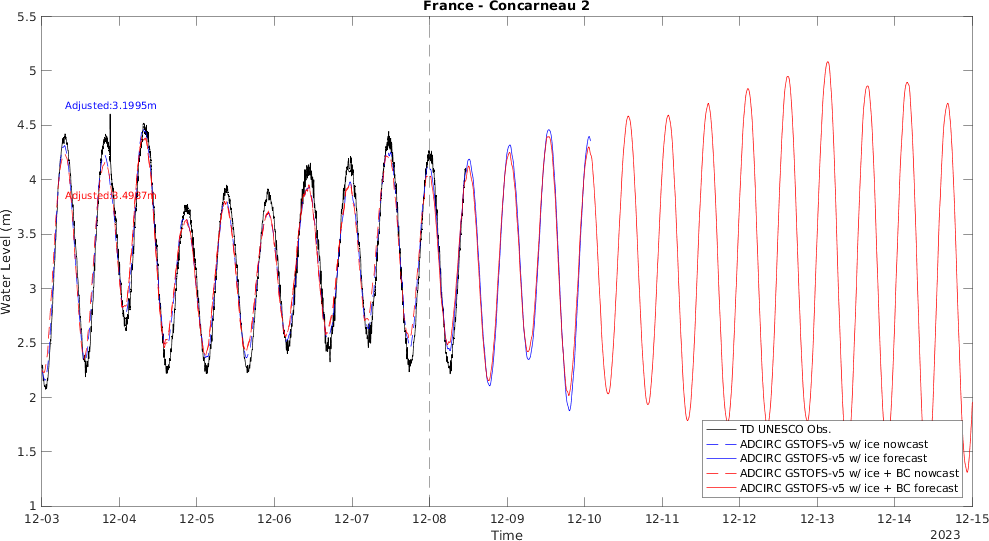 France - Concarneau 2
5.5
5
4.5
4
3.5
3
2.5
2
1.5
1
Water Level (m)
Adjusted:3.1995m
Adjusted:3.4987m
TD UNESCO Obs.
ADCIRC GSTOFS-v5 w/ ice nowcast
ADCIRC GSTOFS-v5 w/ ice forecast
ADCIRC GSTOFS-v5 w/ ice + BC nowcast
ADCIRC GSTOFS-v5 w/ ice + BC forecast
12-03 12-04 12-05 12-06 12-07 12-08 12-09 12-10 12-11 12-12 12-13 12-14 12-15
Time
2023